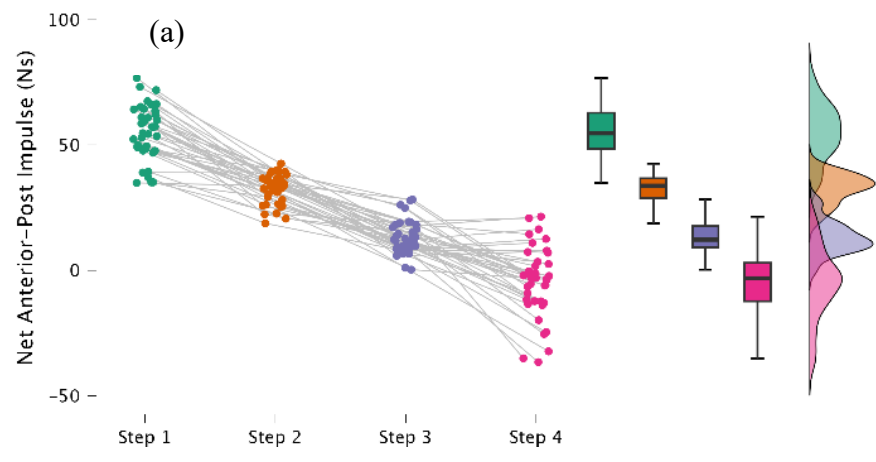 (a)
Net Anterior-Post Impulse (Ns)
100
50
0
-50
Step 1
Step 2
Step 3
Step 4